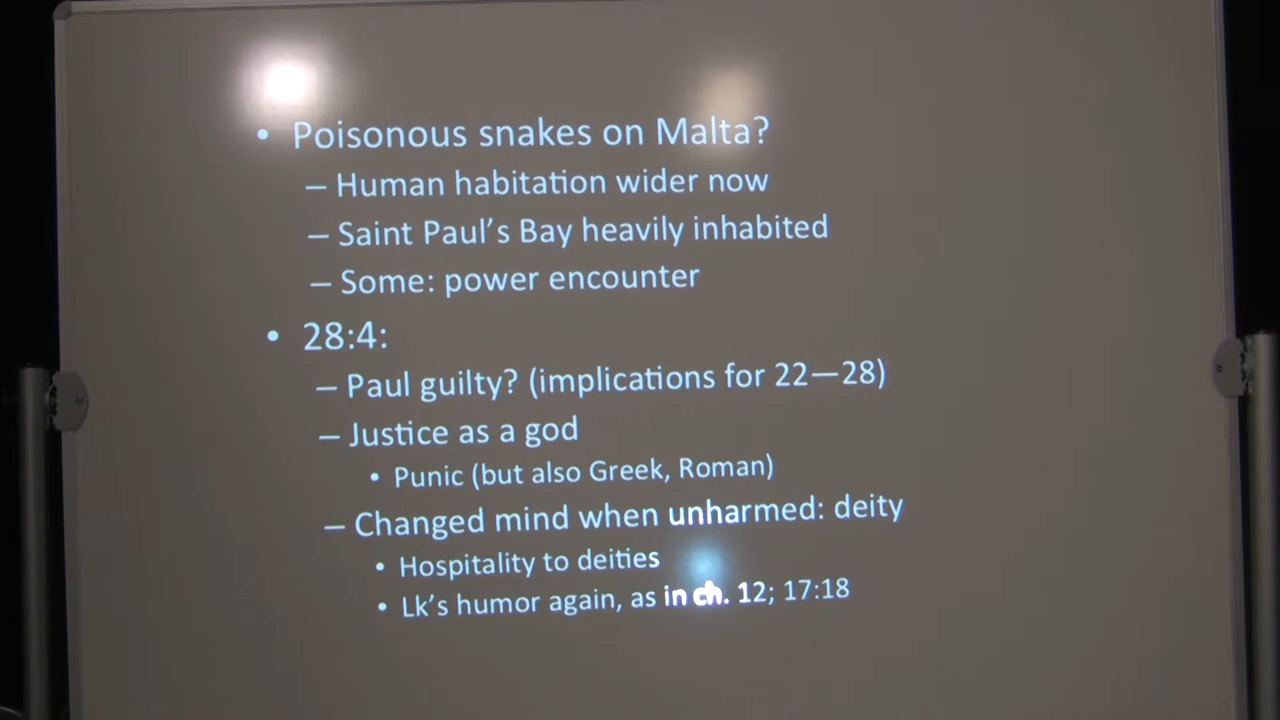 • Poisonous snakes on Malta?
– Human habitation wider now
– Saint Paul's Bay heavily inhabited
– Some: power encounter
• 28:4:
– Paul guilty? (implications for 22—28)
– Justice as a god
• Punic (but also Greek, Roman)
– Changed mind when unharmed: deity
• Hospitality to deities
• Lk's humor again, as in ch. 12; 17:18